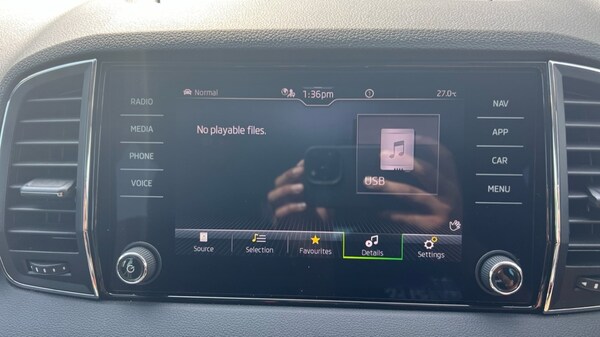 Normal
1:36pm
27.0°C
RADIO
MEDIA
PHONE
VOICE
No playable files.
USB
NAV
APP
CAR
MENU
Source
Selection
Favourites
Details
Settings